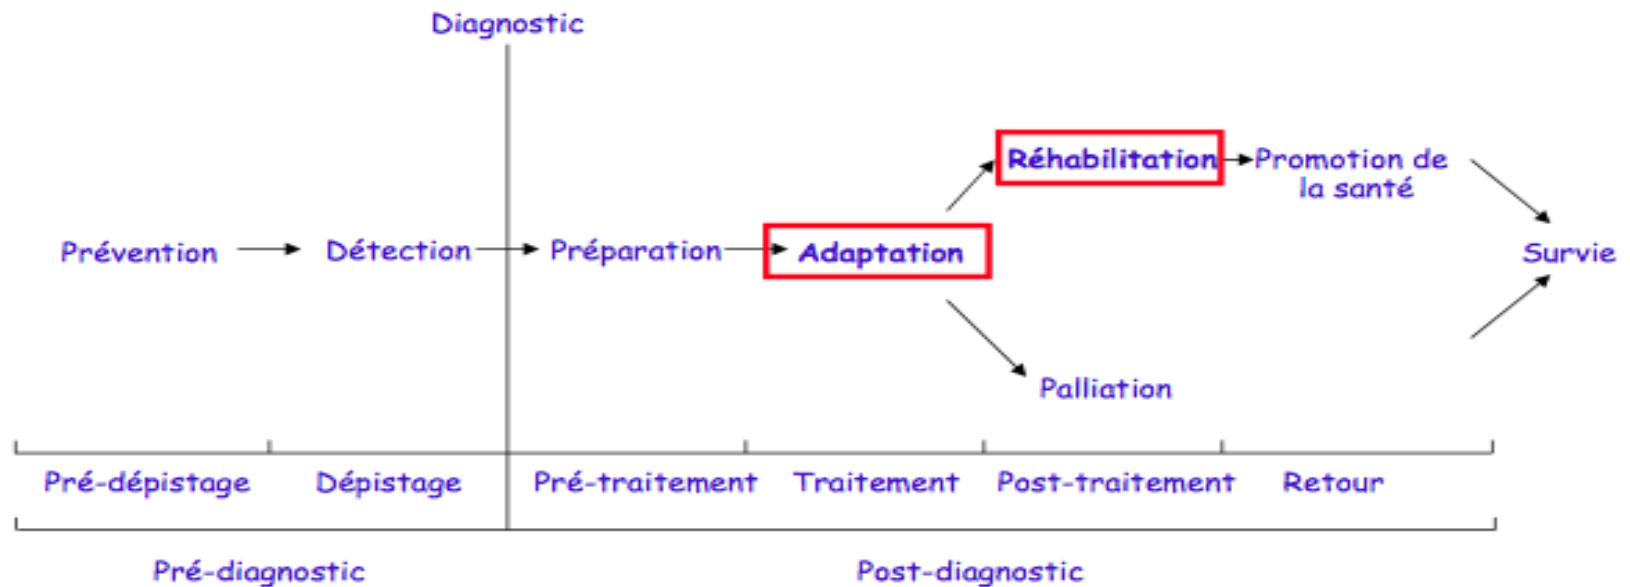 Diagnostic
Réhabilitation
Promotion de
la santé
Prévention
Détection
Préparation
Adaptation
Survie
Palliation
Pré-dépistage
Dépistage
Pré-traitement
Traitement
Post-traitement
Retour
Pré-diagnostic
Post-diagnostic